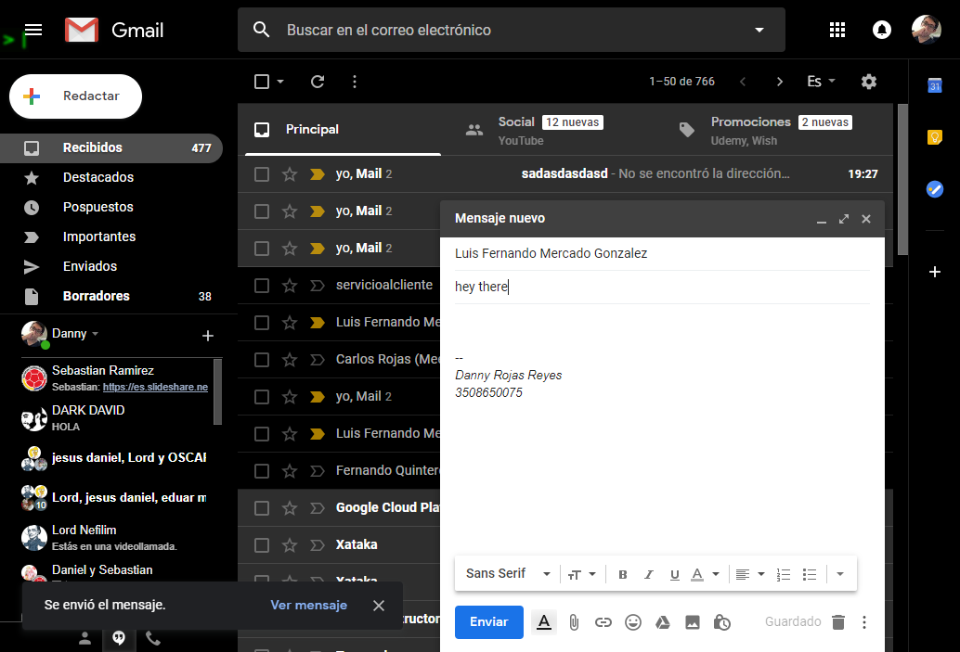 Gmail
Buscar en el correo electrónico
Redactar
1–50 de 766
Es
31
Principal
Social 12 nuevas
YouTube
Promociones 2 nuevas
Udemy, Wish
Recibidos 477
Destacados
Pospuestos
Importantes
Enviados
Borradores 38
yo, Mail 2 sadasdasdasd - No se encontró la dirección… 19:27
yo, Mail 2
yo, Mail 2
servicioalcliente
Luis Fernando Me
Carlos Rojas (Me
yo, Mail 2
Luis Fernando Me
Fernando Quinter
Google Cloud Pla
Xataka
Xataka
Danny
Sebastian Ramirez
Sebastian: https://es.slideshare.ne
DARK DAVID
HOLA
jesus daniel, Lord y OSCAR
Lord, jesus daniel, eduar m
10
Lord Nefilim
Estás en una videollamada.
Daniel y Sebastian
Se envió el mensaje. Ver mensaje
ructor
Mensaje nuevo
Luis Fernando Mercado Gonzalez
hey there
--
Danny Rojas Reyes
3508650075
Sans Serif
Enviar
Guardado